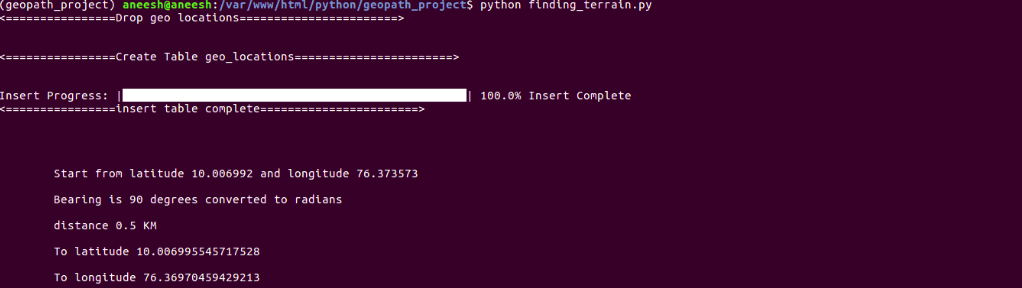 (geopath_project) aneesh@aneesh:/var/www/html/python/geopath_project$ python finding_terrain.py
<================Drop geo locations=======================>
<================Create Table geo_locations=======================>
Insert Progress: |██████████████████████████████████████████████████| 100.0% Insert Complete
<================insert table complete=======================>
Start from latitude 10.006992 and longitude 76.373573
Bearing is 90 degrees converted to radians
distance 0.5 KM
To latitude 10.006995545717528
To longitude 76.36970459429213